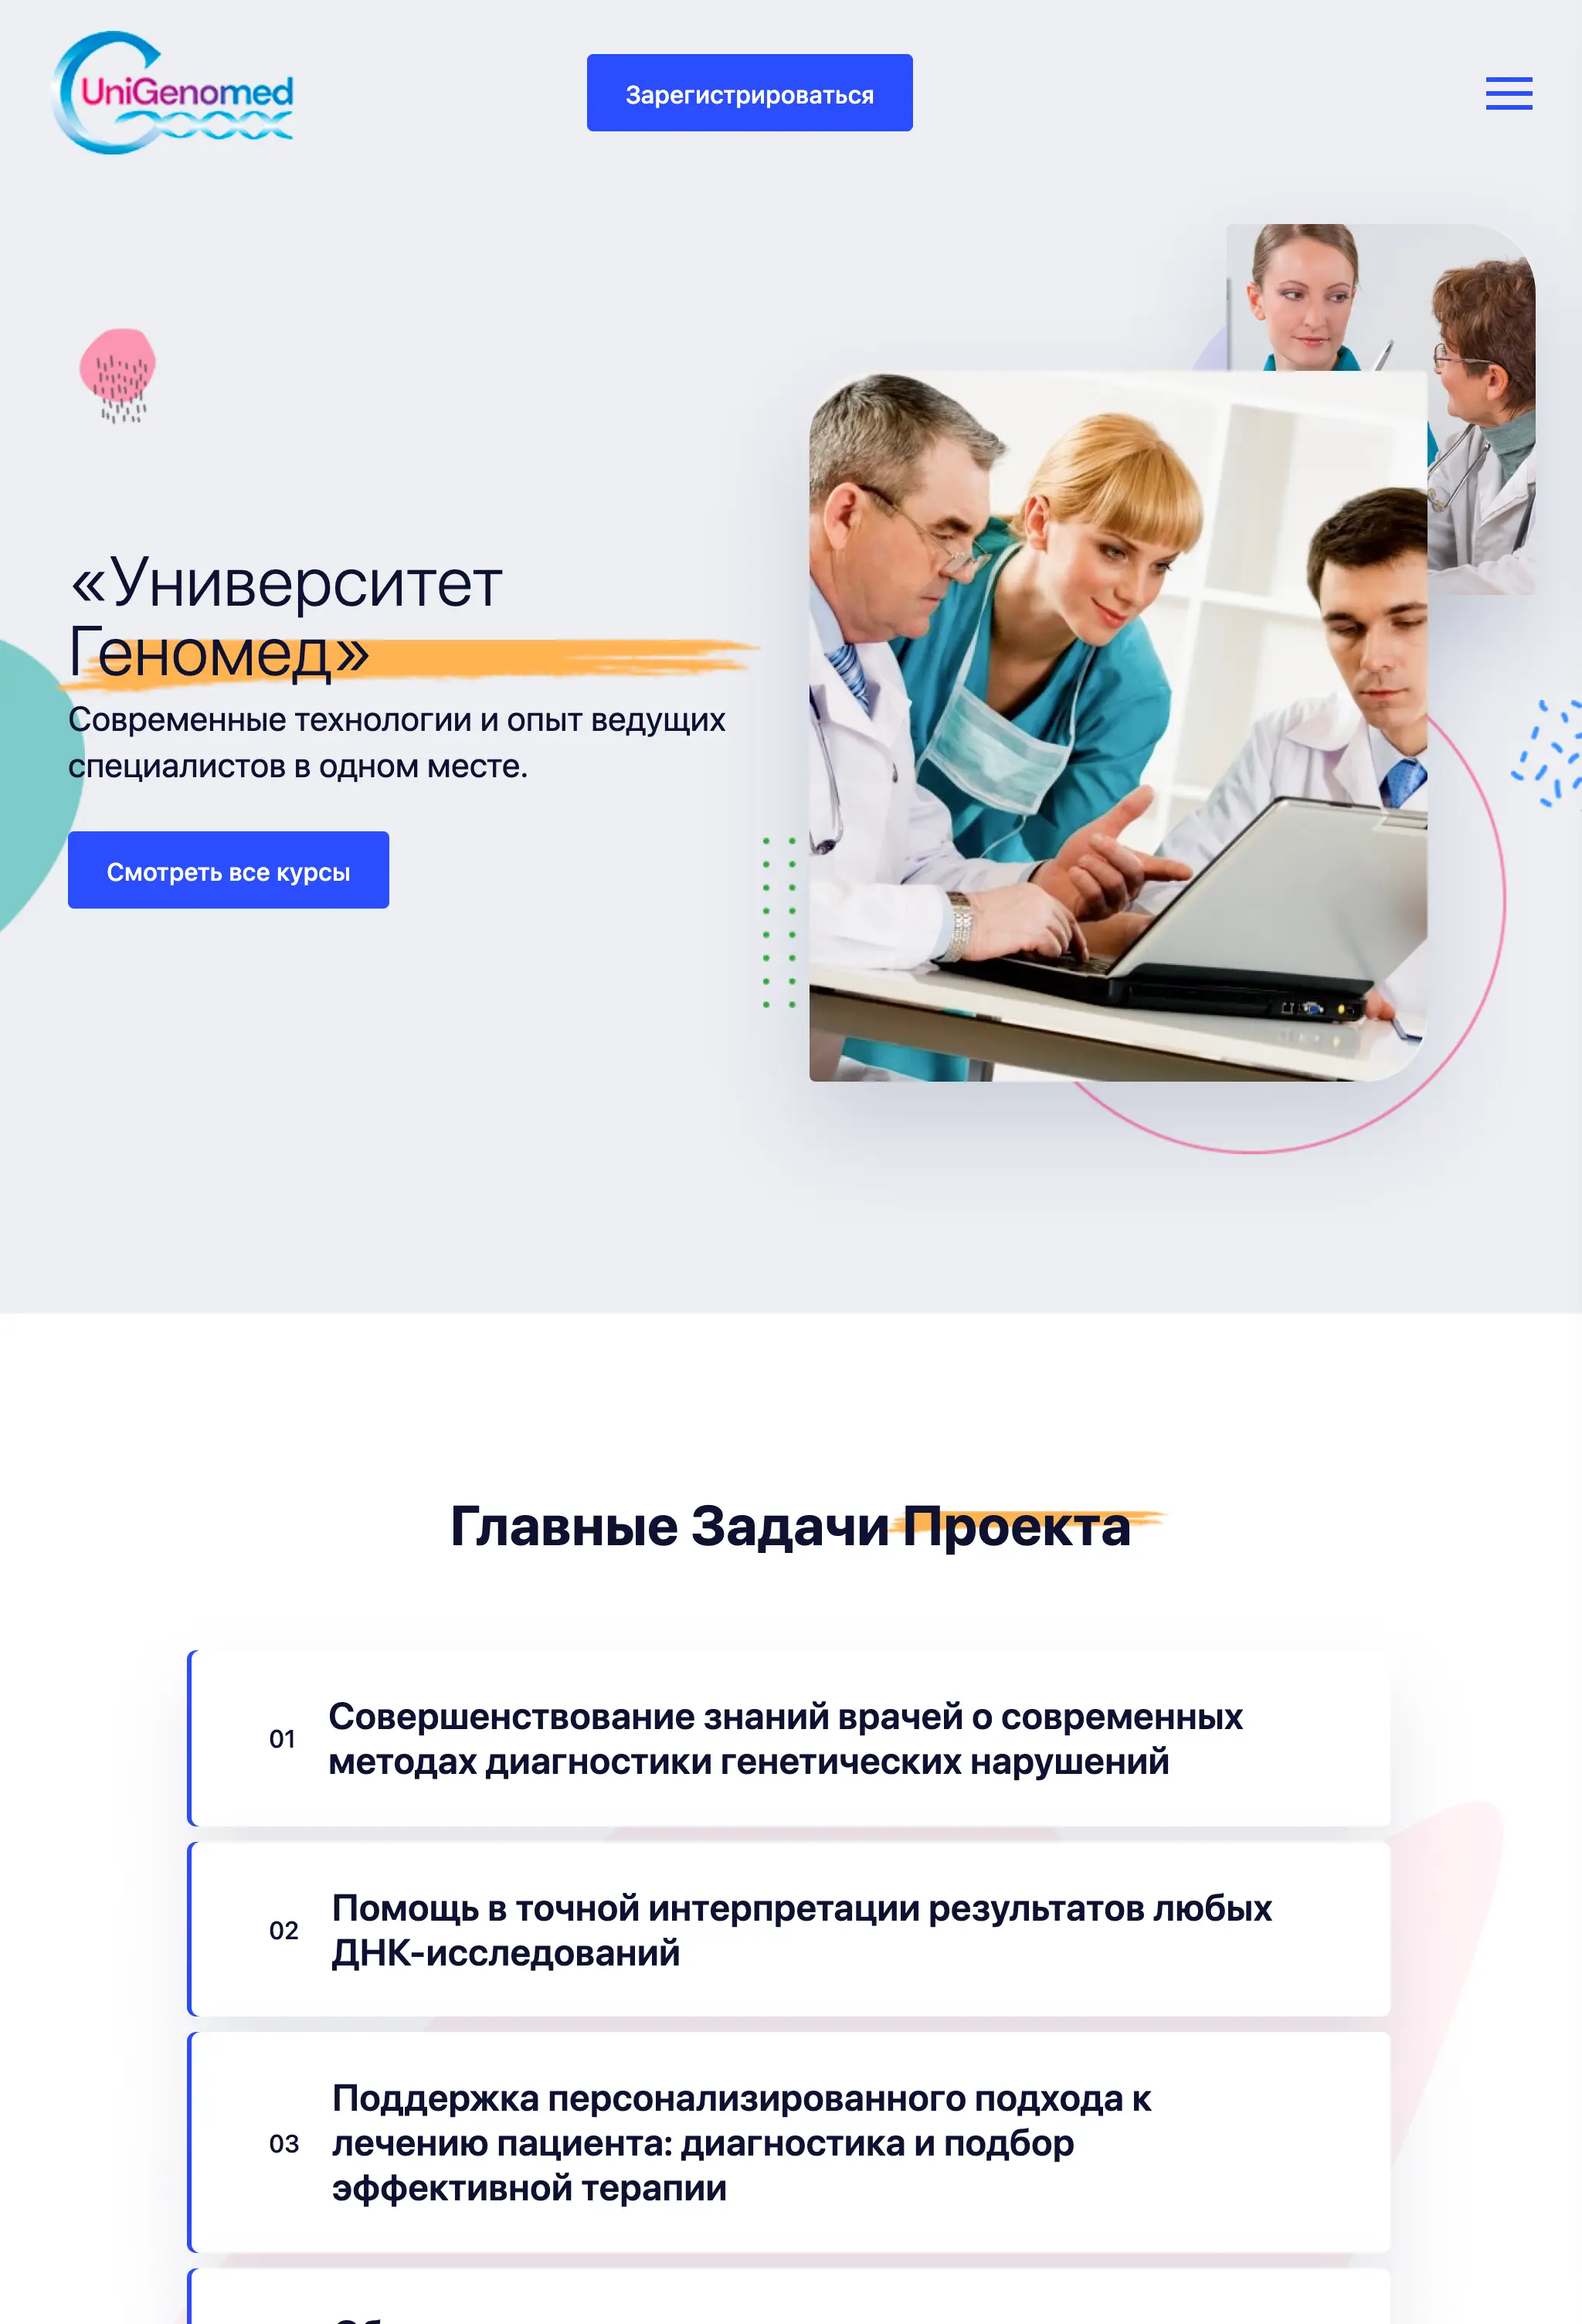 UniGenomed
Зарегистрироваться
«Университет
Геномед»
Современные технологии и опыт ведущих
специалистов в одном месте.
Смотреть все курсы
Главные Задачи Проекта
01
Совершенствование знаний врачей о современных
методах диагностики генетических нарушений
02
Помощь в точной интерпретации результатов любых
ДНК-исследований
03
Поддержка персонализированного подхода к
лечению пациента: диагностика и подбор
эффективной терапии